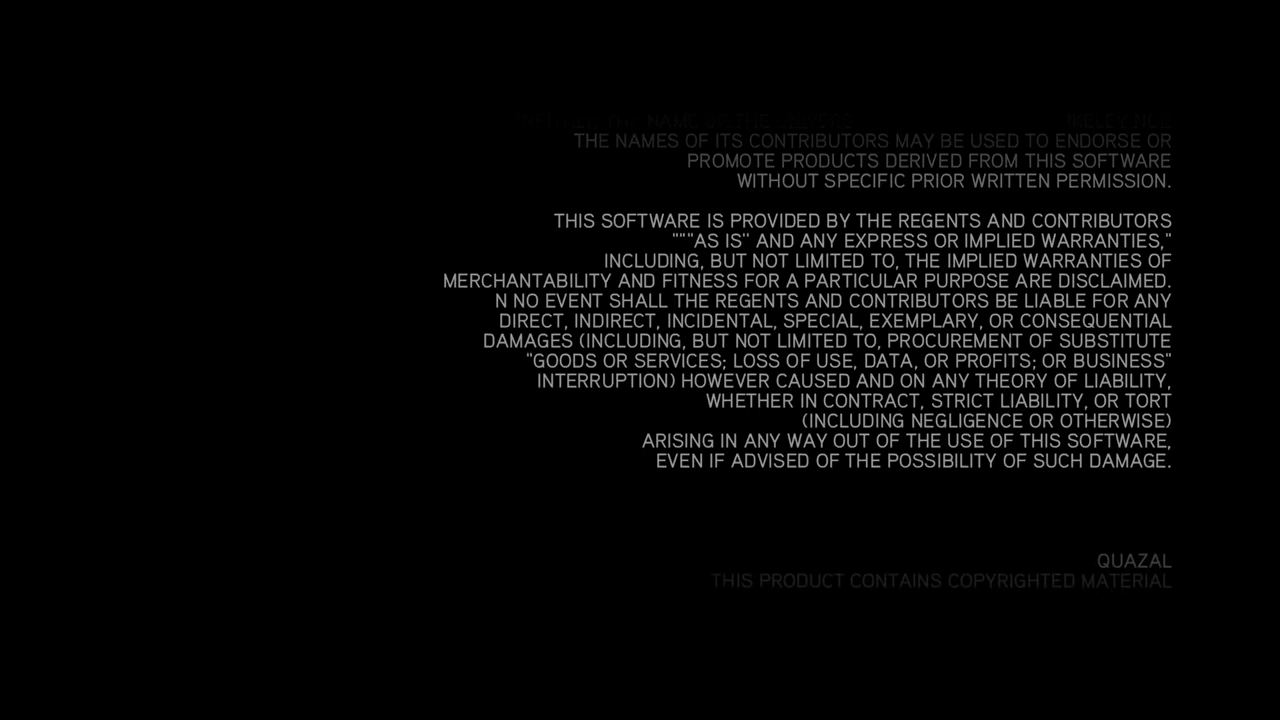 THE NAMES OF ITS CONTRIBUTORS MAY BE USED TO ENDORSE OR
PROMOTE PRODUCTS DERIVED FROM THIS SOFTWARE
WITHOUT SPECIFIC PRIOR WRITTEN PERMISSION.
THIS SOFTWARE IS PROVIDED BY THE REGENTS AND CONTRIBUTORS
"""AS IS'' AND ANY EXPRESS OR IMPLIED WARRANTIES,"
INCLUDING, BUT NOT LIMITED TO, THE IMPLIED WARRANTIES OF
MERCHANTABILITY AND FITNESS FOR A PARTICULAR PURPOSE ARE DISCLAIMED.
N NO EVENT SHALL THE REGENTS AND CONTRIBUTORS BE LIABLE FOR ANY
DIRECT, INDIRECT, INCIDENTAL, SPECIAL, EXEMPLARY, OR CONSEQUENTIAL
DAMAGES (INCLUDING, BUT NOT LIMITED TO, PROCUREMENT OF SUBSTITUTE
"GOODS OR SERVICES; LOSS OF USE, DATA, OR PROFITS; OR BUSINESS"
INTERRUPTION) HOWEVER CAUSED AND ON ANY THEORY OF LIABILITY,
WHETHER IN CONTRACT, STRICT LIABILITY, OR TORT
(INCLUDING NEGLIGENCE OR OTHERWISE)
ARISING IN ANY WAY OUT OF THE USE OF THIS SOFTWARE,
EVEN IF ADVISED OF THE POSSIBILITY OF SUCH DAMAGE.
QUAZAL
THIS PRODUCT CONTAINS COPYRIGHTED MATERIAL